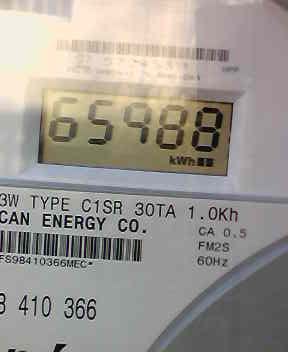 65988
kWh
3W TYPE C1SR 30TA 1.0Kh
CAN ENERGY CO.
CA 0.5
FS98410366MEC*
FM2S
60Hz
8 410 366